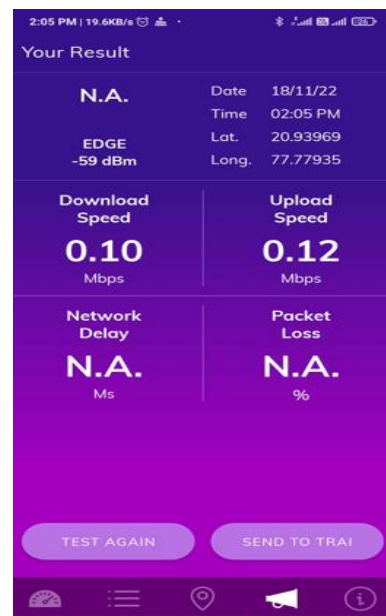 2:05 PM | 19.6KB/s
Your Result
N.A.
EDGE
-59 dBm
Date 18/11/22
Time 02:05 PM
Lat. 20.93969
Long. 77.77935
Download
Speed
0.10
Mbps
Upload
Speed
0.12
Mbps
Network
Delay
N.A.
Ms
Packet
Loss
N.A.
%
TEST AGAIN
SEND TO TRAI